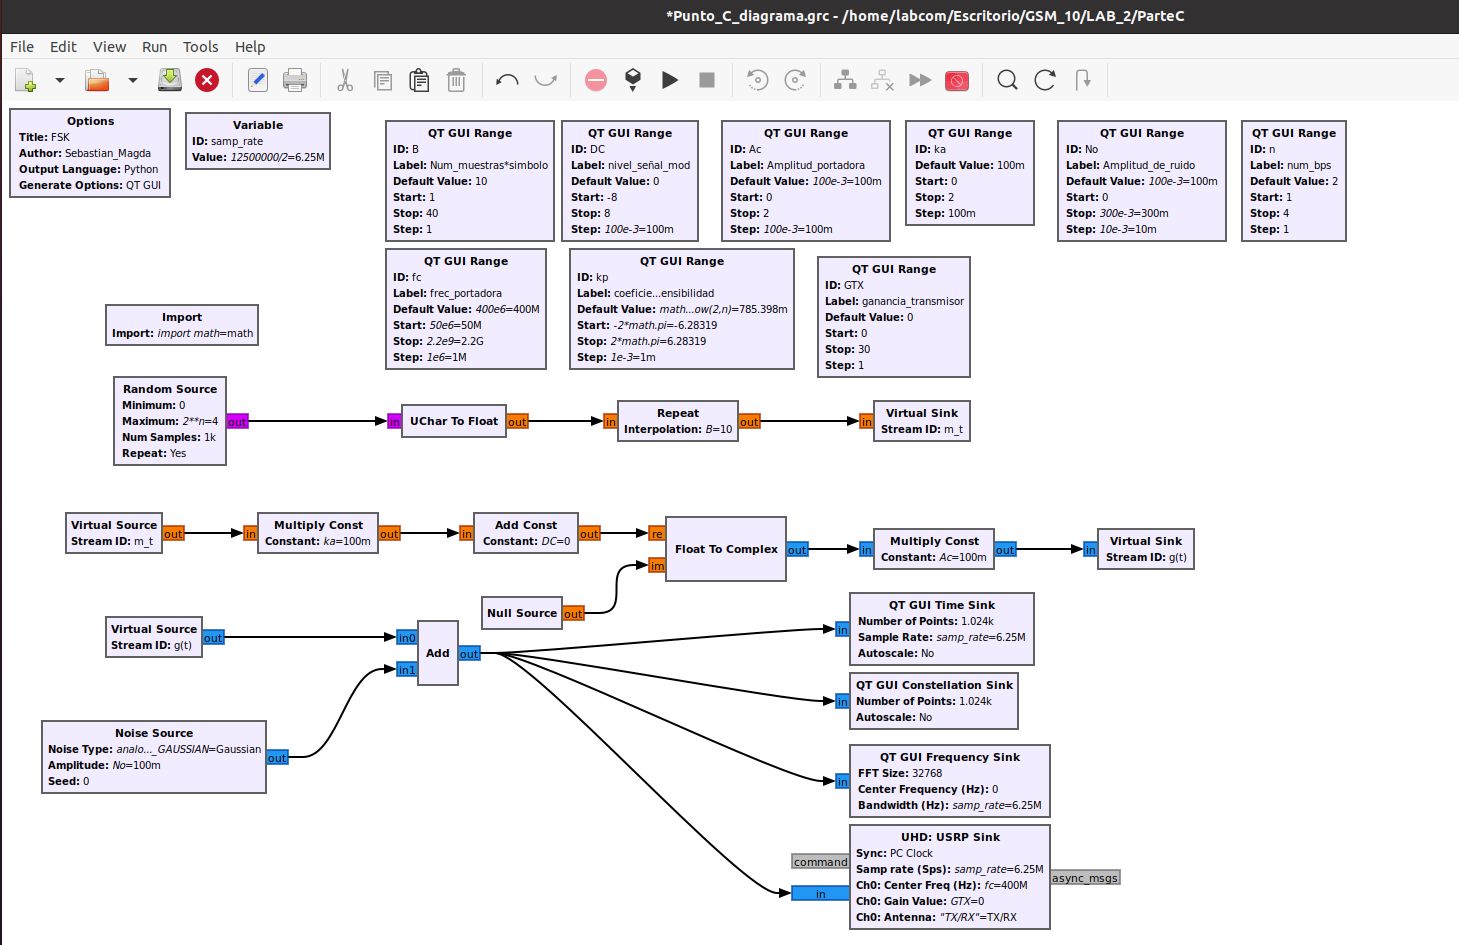 *Punto_C_diagrama.grc - /home/labcom/Escritorio/GSM_10/LAB_2/ParteC
File Edit View Run Tools Help
Options
Title: FSK
Author: Sebastian_Magda
Output Language: Python
Generate Options: QT GUI
Variable
ID: samp_rate
Value: 12500000/2=6.25M
QT GUI Range
ID: B
Label: Num_muestras*simbolo
Default Value: 10
Start: 1
Stop: 40
Step: 1
QT GUI Range
ID: DC
Label: nivel_señal_mod
Default Value: 0
Start: -8
Stop: 8
Step: 100e-3=100m
QT GUI Range
ID: Ac
Label: Amplitud_portadora
Default Value: 100e-3=100m
Start: 0
Stop: 2
Step: 100e-3=100m
QT GUI Range
ID: ka
Default Value: 100m
Start: 0
Stop: 2
Step: 100m
QT GUI Range
ID: No
Label: Amplitud_de_ruido
Default Value: 100e-3=100m
Start: 0
Stop: 300e-3=300m
Step: 10e-3=10m
QT GUI Range
ID: n
Label: num_bps
Default Value: 2
Start: 1
Stop: 4
Step: 1
QT GUI Range
ID: fc
Label: frec_portadora
Default Value: 400e6=400M
Start: 50e6=50M
Stop: 2.2e9=2.2G
Step: 1e6=1M
QT GUI Range
ID: kp
Label: coeficie...ensibilidad
Default Value: math...ow(2,n)=785.398m
Start: -2*math.pi=-6.28319
Stop: 2*math.pi=6.28319
Step: 1e-3=1m
QT GUI Range
ID: GTX
Label: ganancia_transmisor
Default Value: 0
Start: 0
Stop: 30
Step: 1
Import
Import: import math=math
Random Source
Minimum: 0
Maximum: 2**n=4
Num Samples: 1k
Repeat: Yes
out
in
UChar To Float
out
in
Repeat
Interpolation: B=10
out
in
Virtual Sink
Stream ID: m_t
Virtual Source
Stream ID: m_t
out
in
Multiply Const
Constant: ka=100m
out
in
Add Const
Constant: DC=0
out
re
im
Float To Complex
out
in
Multiply Const
Constant: Ac=100m
out
in
Virtual Sink
Stream ID: g(t)
Null Source
out
Virtual Source
Stream ID: g(t)
out
in0
in1
Add
out
Noise Source
Noise Type: analo..._GAUSSIAN=Gaussian
Amplitude: No=100m
Seed: 0
out
in
QT GUI Time Sink
Number of Points: 1.024k
Sample Rate: samp_rate=6.25M
Autoscale: No
in
QT GUI Constellation Sink
Number of Points: 1.024k
Autoscale: No
in
QT GUI Frequency Sink
FFT Size: 32768
Center Frequency (Hz): 0
Bandwidth (Hz): samp_rate=6.25M
command
in
UHD: USRP Sink
Sync: PC Clock
Samp rate (Sps): samp_rate=6.25M
Ch0: Center Freq (Hz): fc=400M
Ch0: Gain Value: GTX=0
Ch0: Antenna: "TX/RX"=TX/RX
async_msgs